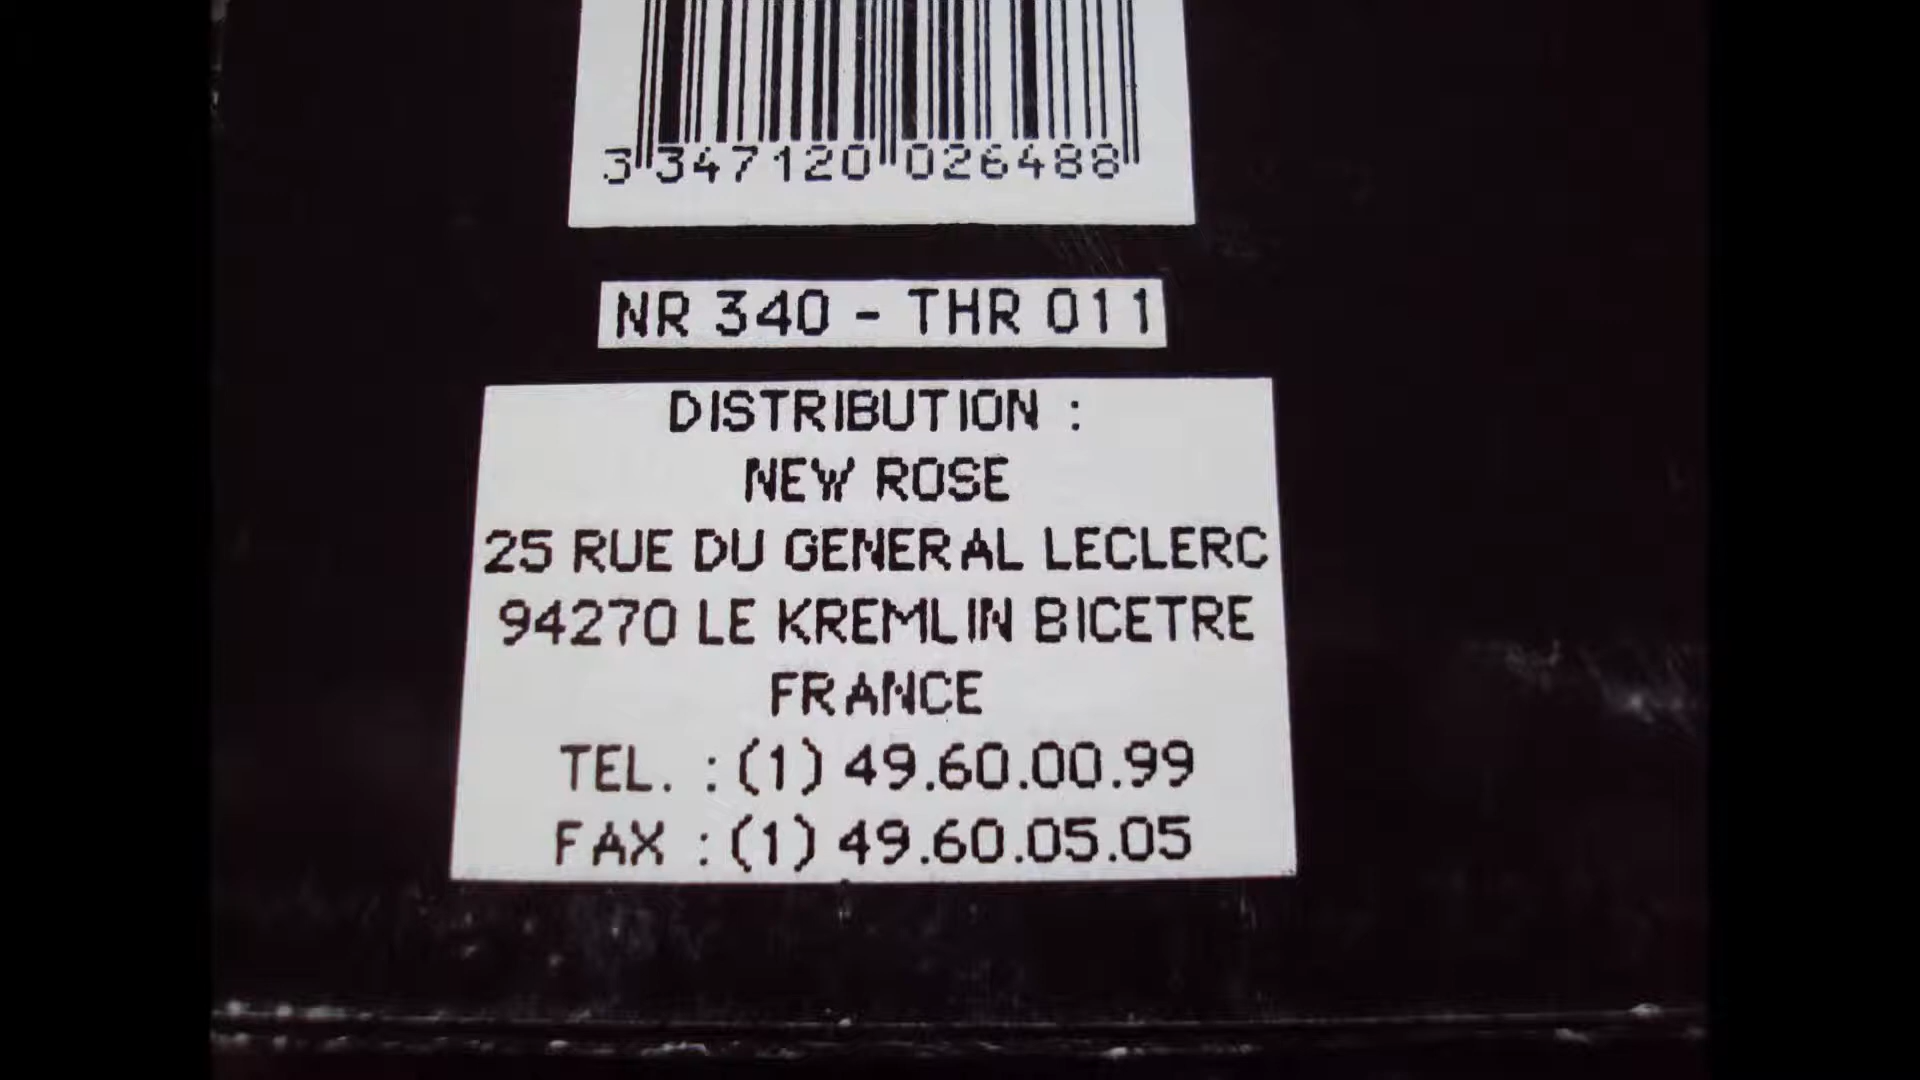 3 347120 026488
NR 340 - THR 011
DISTRIBUTION :
NEW ROSE
25 RUE DU GENERAL LECLERC
94270 LE KREMLIN BICETRE
FRANCE
TEL. : (1) 49.60.00.99
FAX : (1) 49.60.05.05